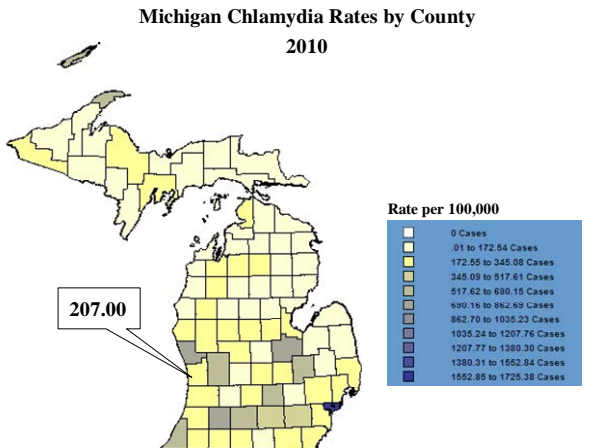 Michigan Chlamydia Rates by County
2010
Rate per 100,000
0 Cases
.01 to 172.54 Cases
172.55 to 345.08 Cases
345.09 to 517.61 Cases
517.62 to 690.15 Cases
690.16 to 862.69 Cases
862.70 to 1035.23 Cases
1035.24 to 1207.76 Cases
1207.77 to 1380.30 Cases
1380.31 to 1552.84 Cases
1552.85 to 1725.38 Cases
207.00